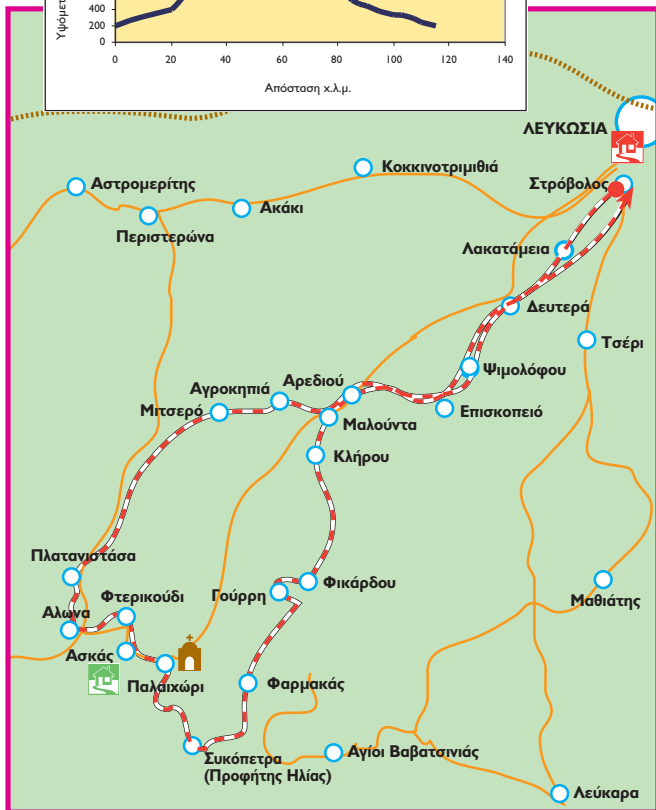 Υψόμετ
400
200
0
0 20 40 60 80 100 120 140
Απόσταση χ.λ.μ.
ΛΕΥΚΩΣΙΑ
Κοκκινοτριμιθιά
Στρόβολος
Αστρομερίτης
Ακάκι
Περιστερώνα
Λακατάμεια
Δευτερά
Τσέρι
Ψιμολόφου
Αρεδιού
Αγροκηπιά
Μιτσερό
Επισκοπειό
Μαλούντα
Κλήρου
Πλατανιστάσα
Φικάρδου
Γούρρη
Φτερικούδι
Μαθιάτης
Αλωνα
Ασκάς
Παλαιχώρι
Φαρμακάς
Συκόπετρα
(Προφήτης Ηλίας)
Αγίοι Βαβατσινιάς
Λεύκαρα